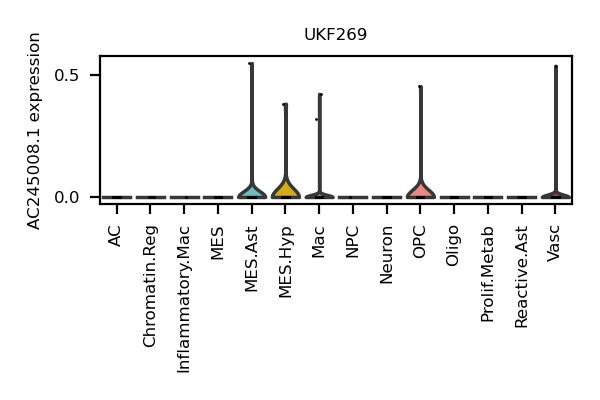 UKF269
AC245008.1 expression
0.5
0.0
AC
Chromatin.Reg
Inflammatory.Mac
MES
MES.Ast
MES.Hyp
Mac
NPC
Neuron
OPC
Oligo
Prolif.Metab
Reactive.Ast
Vasc